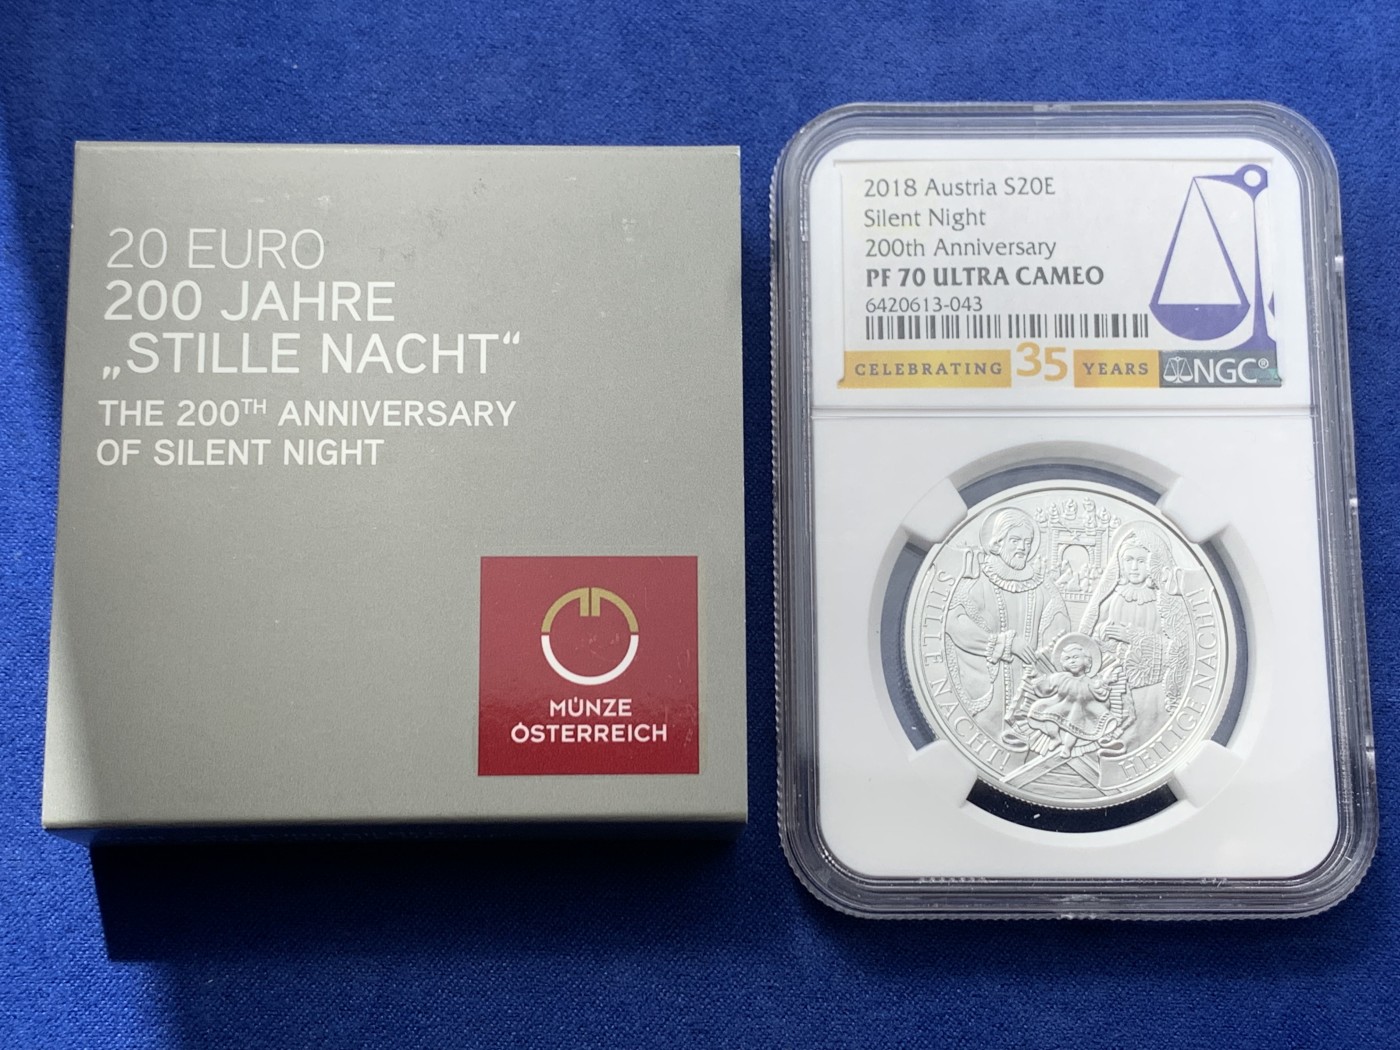 20 EURO
200 JAHRE
„STILLE NACHT“
THE 200TH ANNIVERSARY
OF SILENT NIGHT
MÜNZE
ÖSTERREICH
2018 Austria S20E
Silent Night
200th Anniversary
PF 70 ULTRA CAMEO
6420613-043
CELEBRATING 35 YEARS NGC®
STILLE NACHT!
HEILIGE NACHT!